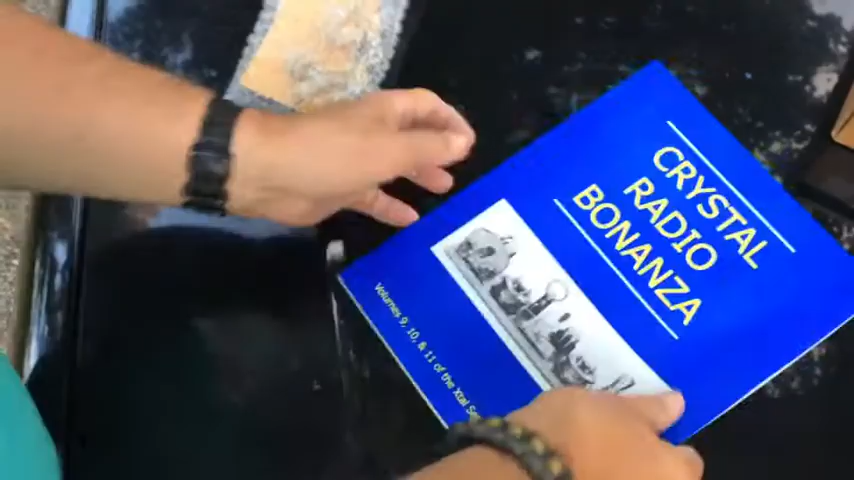 CRYSTAL
RADIO
BONANZA
Volumes 9, 10, & 11 of the Xtal